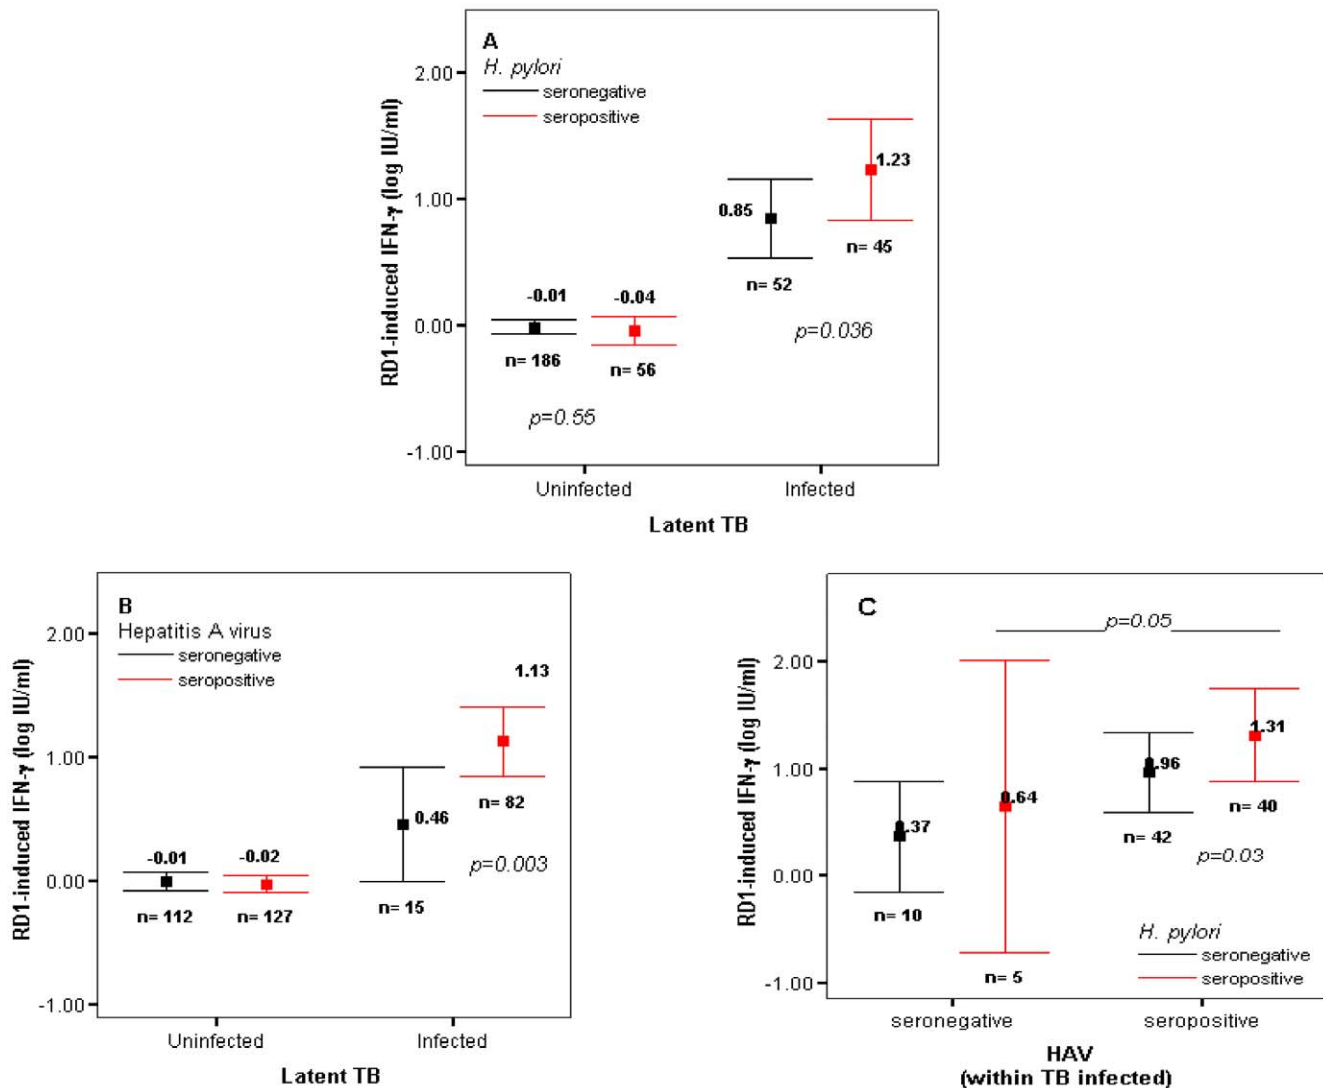 A
H. pylori
seronegative
seropositive
RD1-induced IFN-γ (log IU/ml)
2.00
1.00
0.00
-1.00
1.23
0.85
n= 45
n= 52
-0.01
-0.04
p=0.036
n= 186
n= 56
p=0.55
Uninfected
Infected
Latent TB
B
Hepatitis A virus
seronegative
seropositive
RD1-induced IFN-γ (log IU/ml)
2.00
1.00
0.00
-1.00
1.13
0.46
n= 82
-0.01
-0.02
p=0.003
n= 112
n= 127
n= 15
Uninfected
Infected
Latent TB
C
p=0.05
RD1-induced IFN-γ (log IU/ml)
2.00
1.00
0.00
-1.00
1.31
0.96
0.64
0.37
n= 40
n= 42
p=0.03
n= 10
n= 5
H. pylori
seronegative
seropositive
seronegative
seropositive
HAV
(within TB infected)